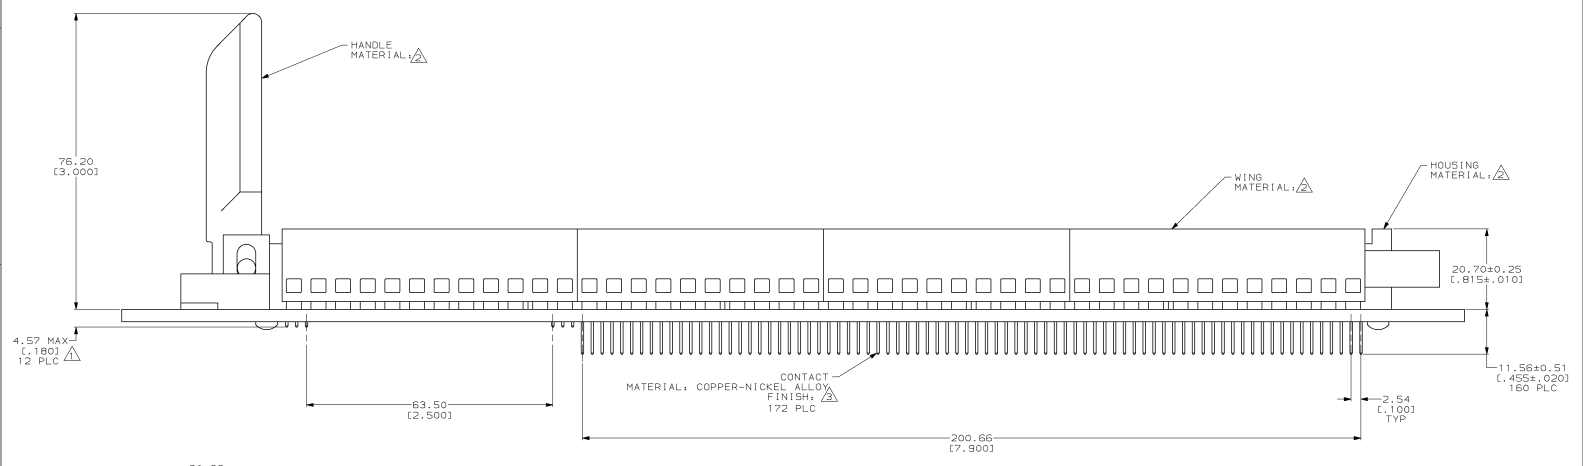 HANDLE
MATERIAL: 2
76.20
[3.000]
HOUSING
MATERIAL: 2
WING
MATERIAL: 2
20.70±0.25
[.815±.010]
4.57 MAX
[.180]
12 PLC 1
11.56±0.51
[.455±.020]
160 PLC
CONTACT
MATERIAL: COPPER-NICKEL ALLOY
FINISH: 3
172 PLC
63.50
[2.500]
2.54
[.100]
TYP
200.66
[7.900]